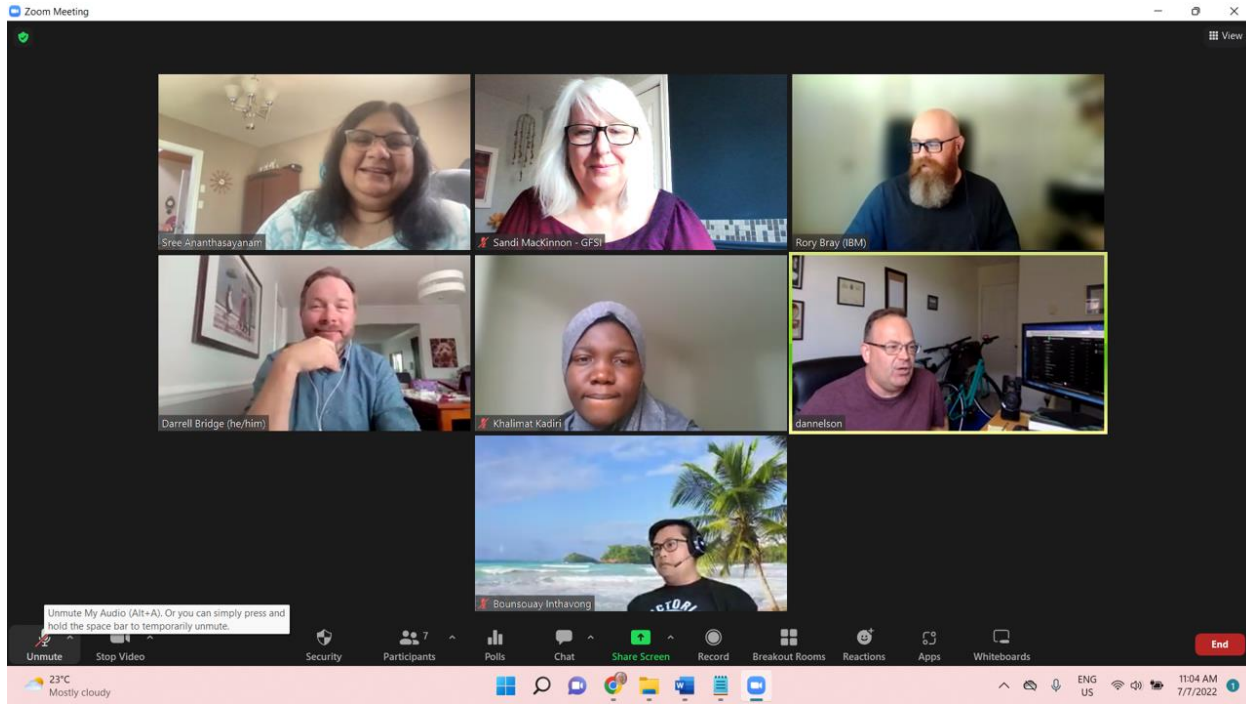 Zoom Meeting
View
Sree Ananthasayanam
Sandi MacKinnon - GFSI
Rory Bray (IBM)
Darrell Bridge (he/him)
Khalimat Kadiri
dannelson
Bounsouay Inthavong
Unmute My Audio (Alt+A). Or you can simply press and
hold the space bar to temporarily unmute.
Unmute
Stop Video
Security
7
Participants
Polls
Chat
Share Screen
Record
Breakout Rooms
Reactions
Apps
Whiteboards
End
23°C
Mostly cloudy
ENG
US
11:04 AM
7/7/2022
1